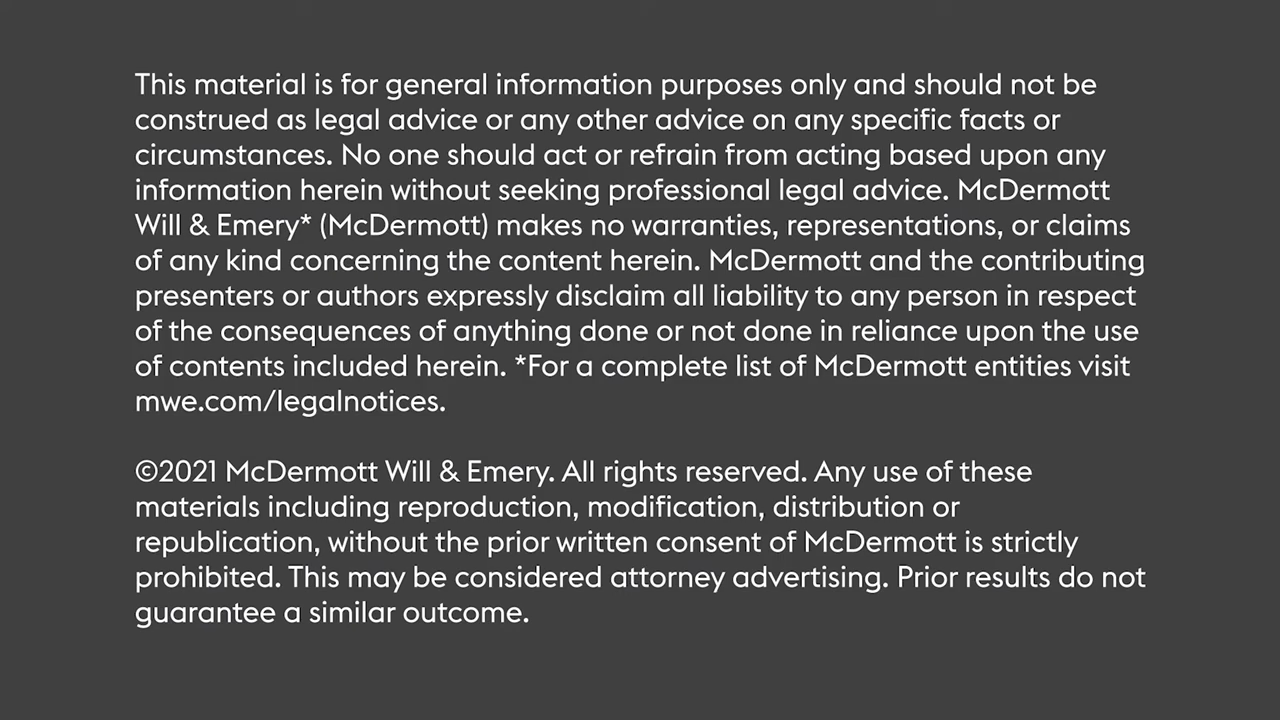 This material is for general information purposes only and should not be
construed as legal advice or any other advice on any specific facts or
circumstances. No one should act or refrain from acting based upon any
information herein without seeking professional legal advice. McDermott
Will & Emery* (McDermott) makes no warranties, representations, or claims
of any kind concerning the content herein. McDermott and the contributing
presenters or authors expressly disclaim all liability to any person in respect
of the consequences of anything done or not done in reliance upon the use
of contents included herein. *For a complete list of McDermott entities visit
mwe.com/legalnotices.
©2021 McDermott Will & Emery. All rights reserved. Any use of these
materials including reproduction, modification, distribution or
republication, without the prior written consent of McDermott is strictly
prohibited. This may be considered attorney advertising. Prior results do not
guarantee a similar outcome.